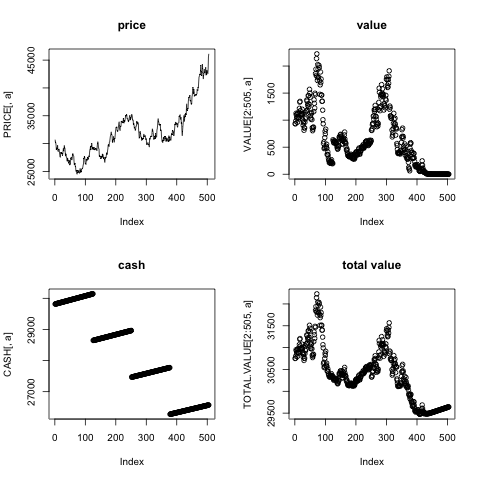 price
PRICE[, a]
25000 35000 45000
0 100 200 300 400 500
Index
value
VALUE[2:505, a]
0 500 1500
0 100 200 300 400 500
Index
cash
CASH[, a]
27000 29000
0 100 200 300 400 500
Index
total value
TOTAL.VALUE[2:505, a]
29500 30500 31500
0 100 200 300 400 500
Index